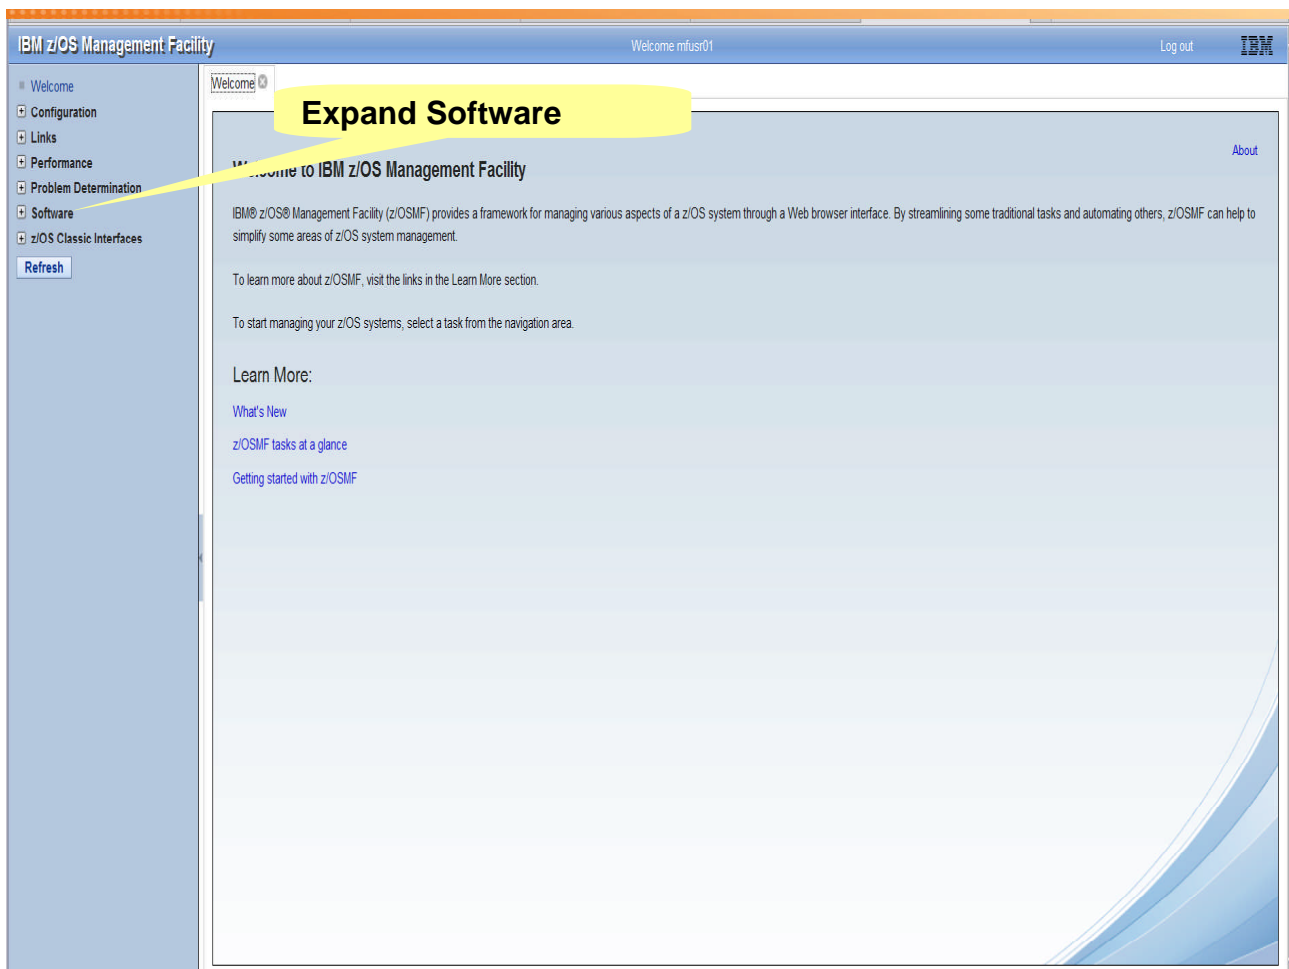 IBM z/OS Management Facility
Welcome mfusr01
Log out
IBM
Welcome
Configuration
Links
Performance
Problem Determination
Software
z/OS Classic Interfaces
Refresh
Welcome
Expand Software
About
Welcome to IBM z/OS Management Facility
IBM® z/OS® Management Facility (z/OSMF) provides a framework for managing various aspects of a z/OS system through a Web browser interface. By streamlining some traditional tasks and automating others, z/OSMF can help to
simplify some areas of z/OS system management.
To learn more about z/OSMF, visit the links in the Learn More section.
To start managing your z/OS systems, select a task from the navigation area.
Learn More:
What's New
z/OSMF tasks at a glance
Getting started with z/OSMF